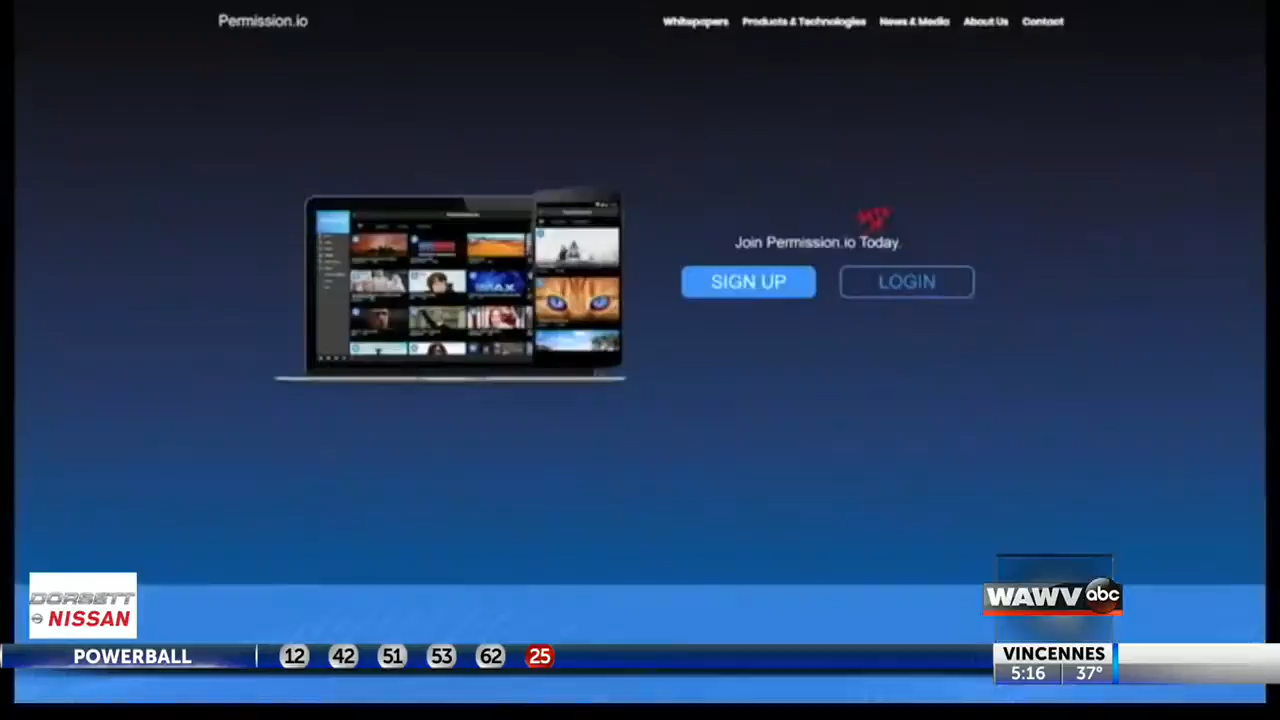 Permission.io
Whitepapers Products & Technologies News & Media About Us Contact
Join Permission.io Today.
SIGN UP LOGIN
DORSETT
NISSAN
WAWV abc
POWERBALL 12 42 51 53 62 25
VINCENNES
5:16 37°